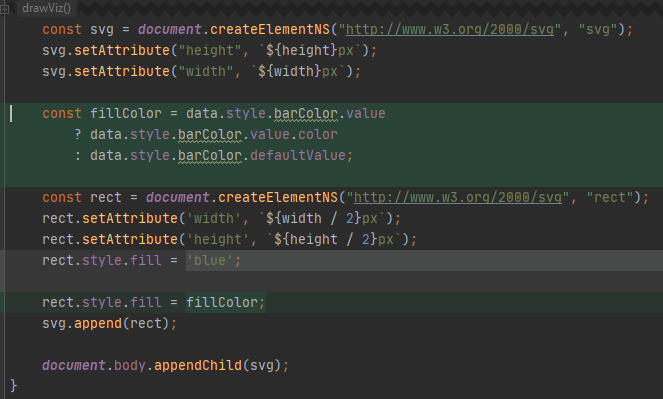 drawViz()
const svg = document.createElementNS("http://www.w3.org/2000/svg", "svg");
svg.setAttribute("height", `${height}px`);
svg.setAttribute("width", `${width}px`);
const fillColor = data.style.barColor.value
? data.style.barColor.value.color
: data.style.barColor.defaultValue;
const rect = document.createElementNS("http://www.w3.org/2000/svg", "rect");
rect.setAttribute('width', `${width / 2}px`);
rect.setAttribute('height', `${height / 2}px`);
rect.style.fill = 'blue';
rect.style.fill = fillColor;
svg.append(rect);
document.body.appendChild(svg);
}